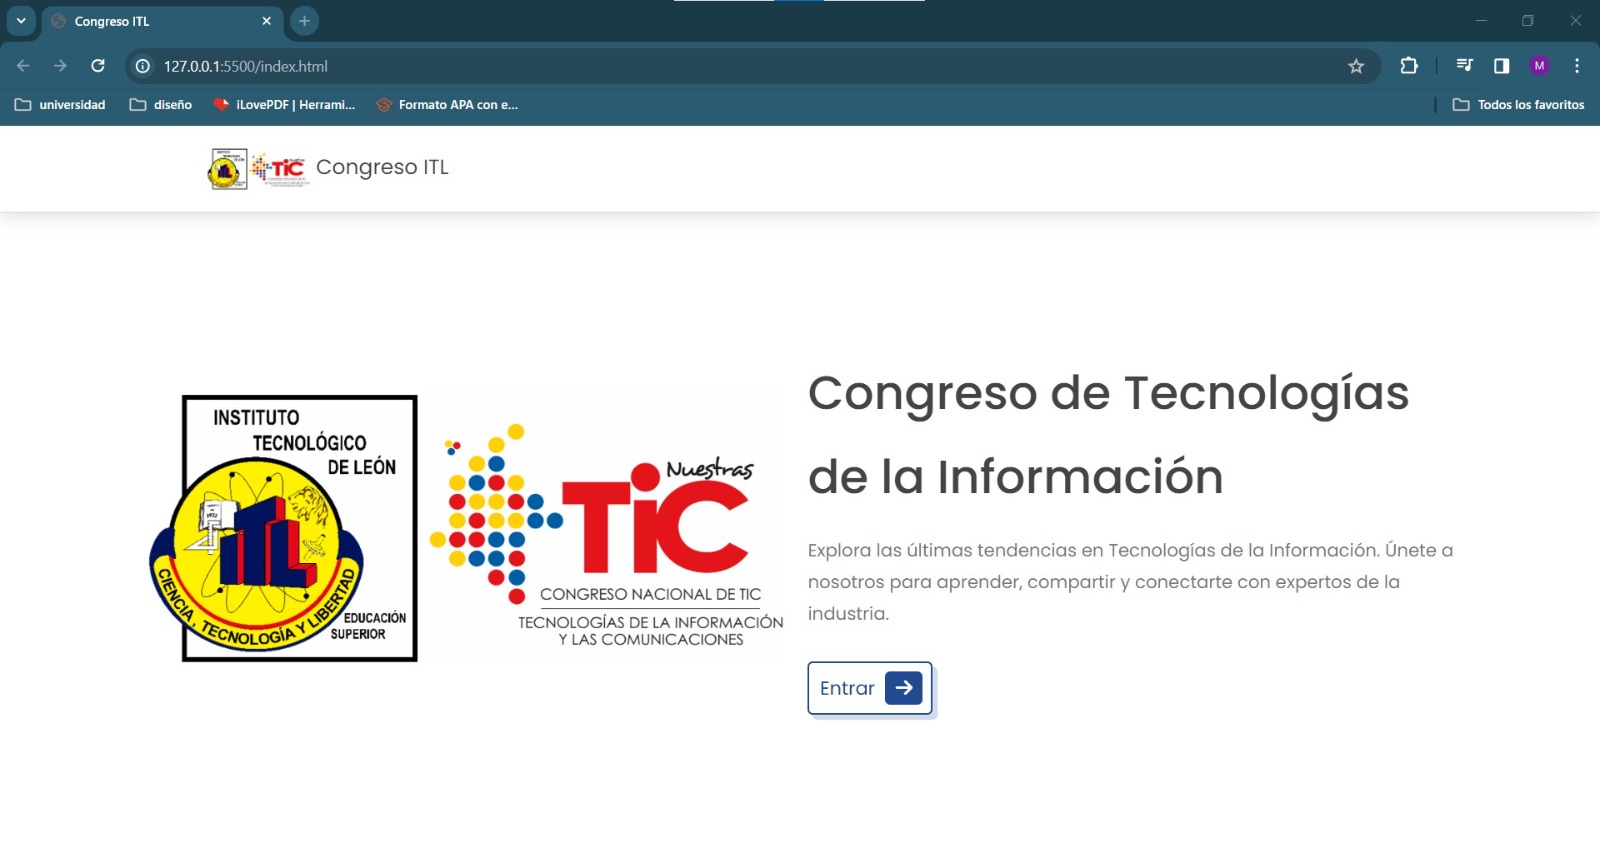 Congreso ITL
127.0.0.1:5500/index.html
universidad
diseño
iLovePDF | Herrami...
Formato APA con e...
Todos los favoritos
M
TiC
Congreso ITL
INSTITUTO
TECNOLÓGICO
DE LEÓN
ITL
CIENCIA, TECNOLOGÍA Y LIBERTAD
EDUCACIÓN
SUPERIOR
Nuestras
TiC
CONGRESO NACIONAL DE TIC
TECNOLOGÍAS DE LA INFORMACIÓN
Y LAS COMUNICACIONES
Congreso de Tecnologías
de la Información
Explora las últimas tendencias en Tecnologías de la Información. Únete a
nosotros para aprender, compartir y conectarte con expertos de la
industria.
Entrar